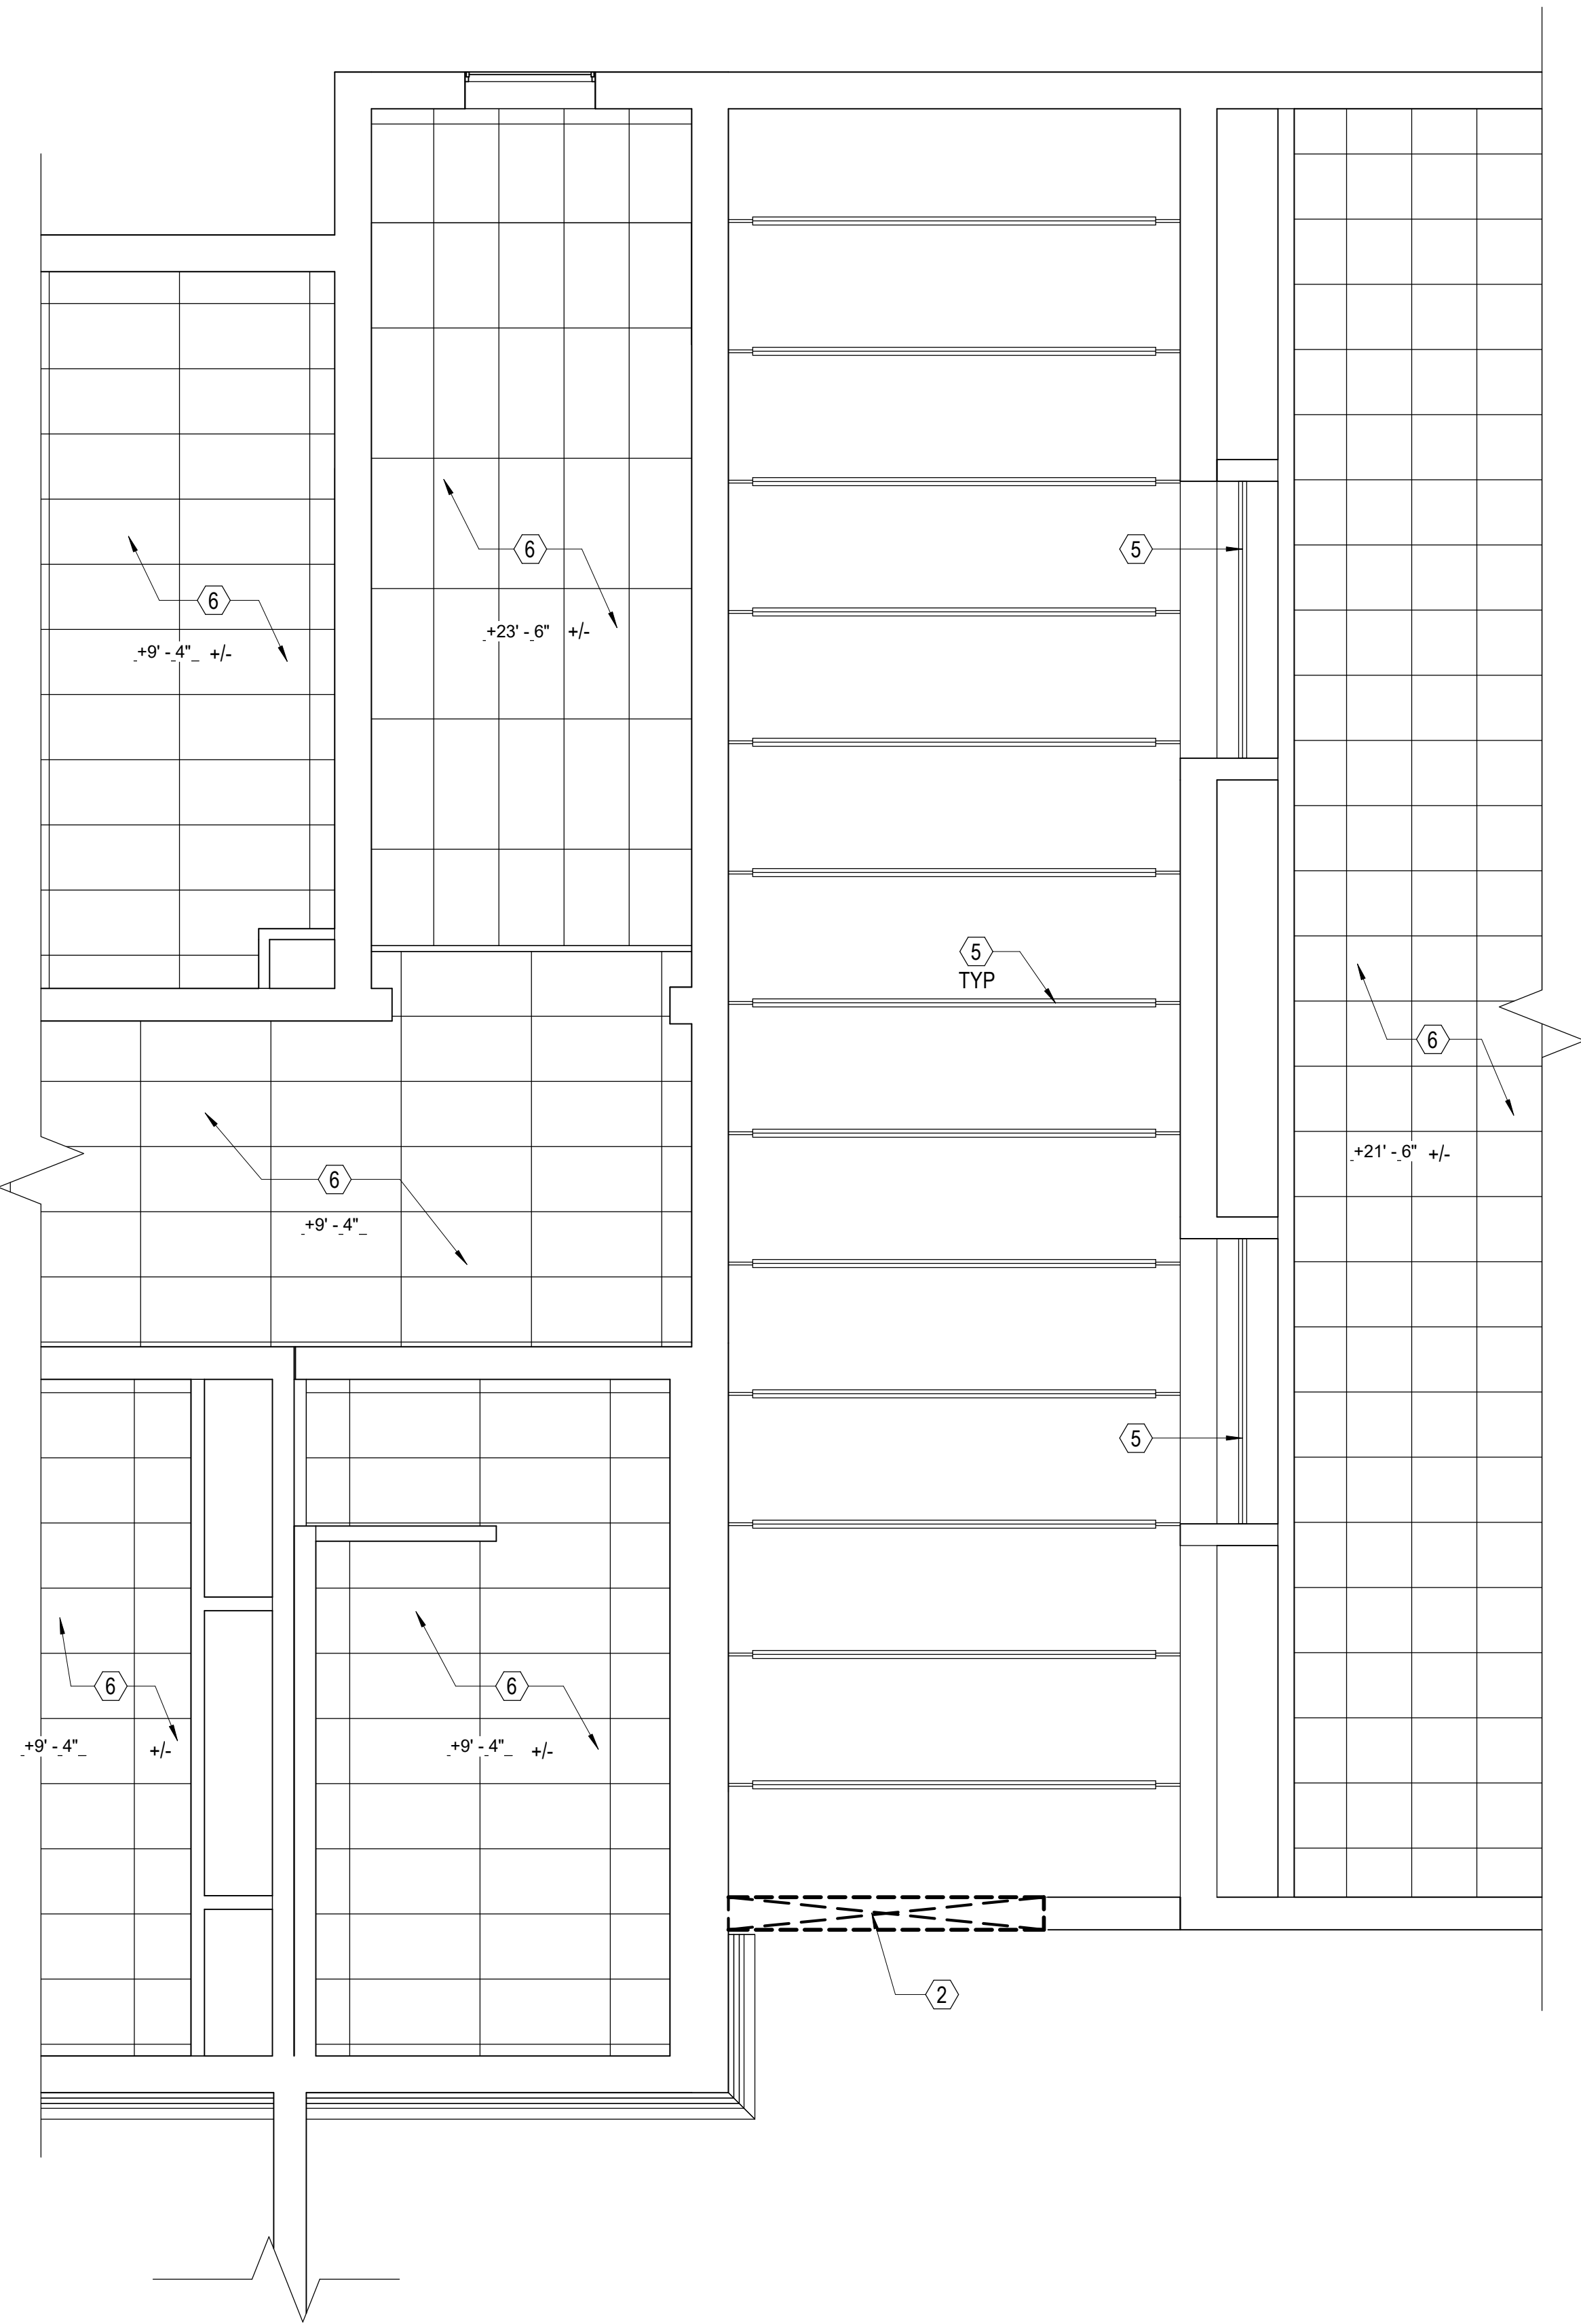 6
5
6
+23' - 6" +/-
+9' - 4" +/-
5
TYP
6
+21' - 6" +/-
6
+9' - 4"
5
6
6
+9' - 4" +/-
+9' - 4" +/-
2